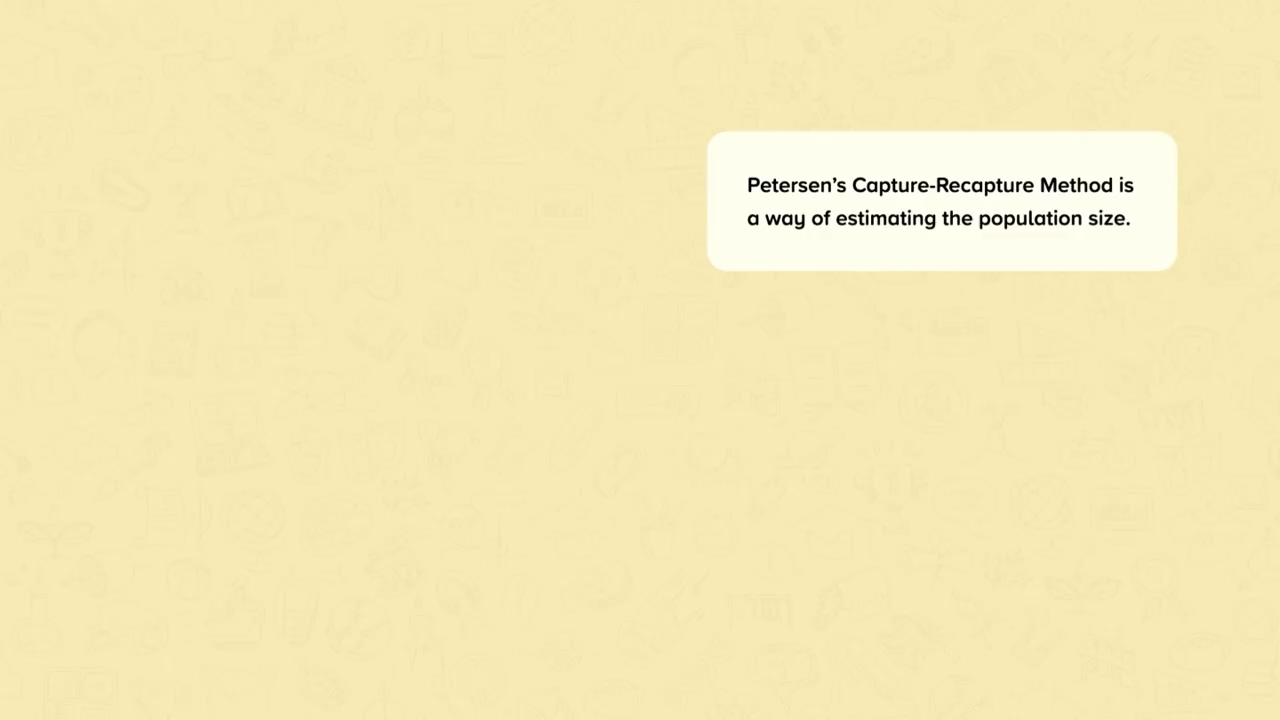 Petersen’s Capture-Recapture Method is
a way of estimating the population size.